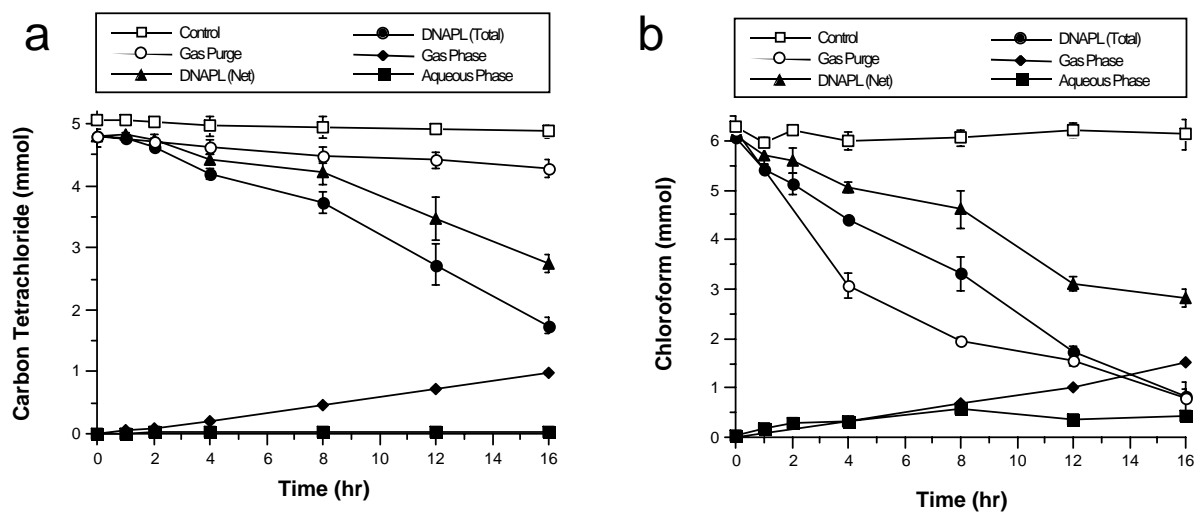 a
Control
Gas Purge
DNAPL (Net)
DNAPL (Total)
Gas Phase
Aqueous Phase
5
4
3
2
1
0
Carbon Tetrachloride (mmol)
0 2 4 6 8 10 12 14 16
Time (hr)
b
Control
Gas Purge
DNAPL (Net)
DNAPL (Total)
Gas Phase
Aqueous Phase
6
5
4
3
2
1
0
Chloroform (mmol)
0 2 4 6 8 10 12 14 16
Time (hr)